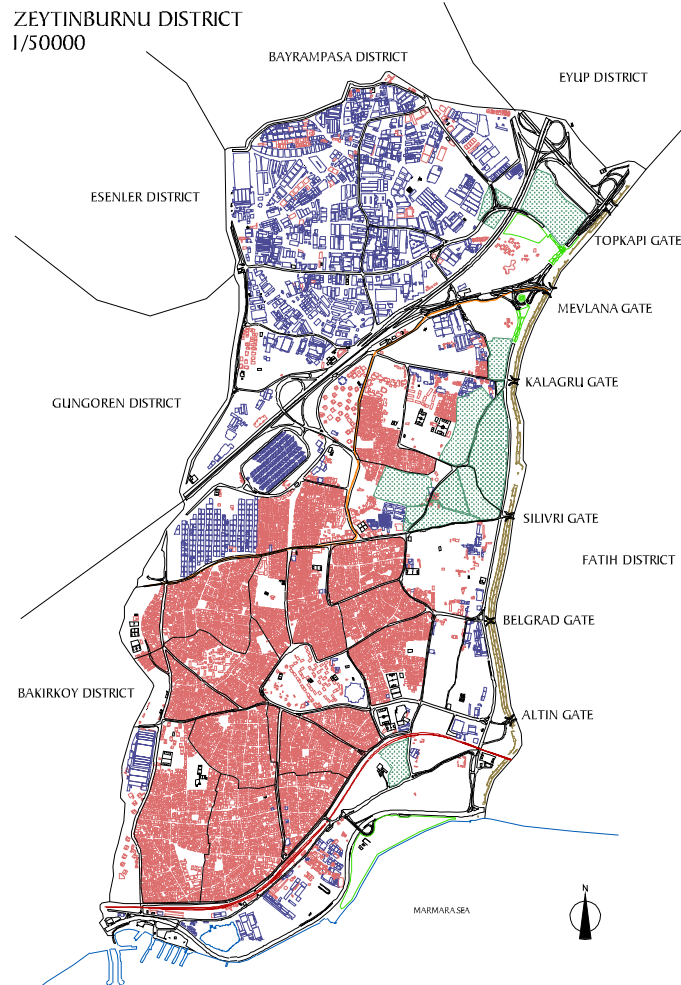 ZEYTINBURNU DISTRICT
1/50000
BAYRAMPASA DISTRICT
EYUP DISTRICT
ESENLER DISTRICT
TOPKAPI GATE
MEVLANA GATE
KALAGRU GATE
GUNGOREN DISTRICT
SILIVRI GATE
FATIH DISTRICT
BELGRAD GATE
BAKIRKOY DISTRICT
ALTIN GATE
N
MARMARA SEA